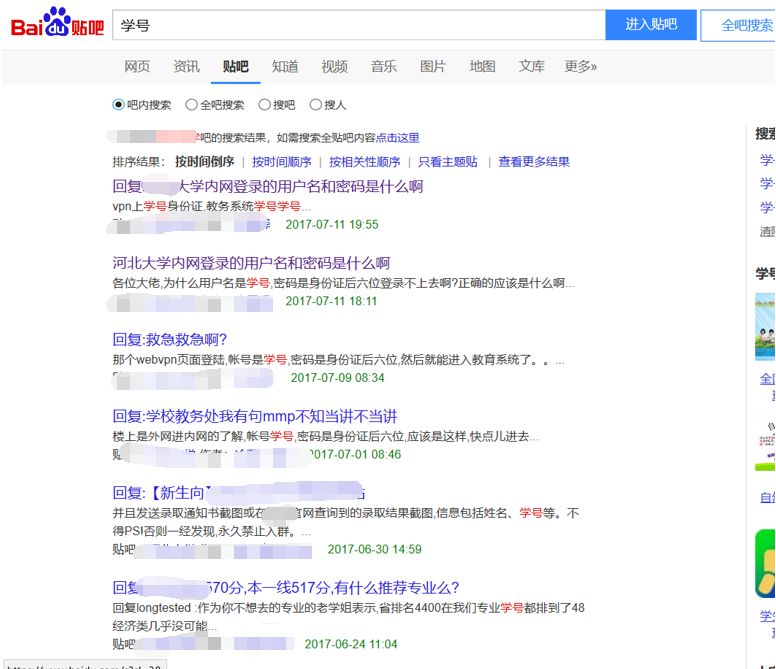 Bai du 贴吧
学号
进入贴吧
全吧搜索
网页 资讯 贴吧 知道 视频 音乐 图片 地图 文库 更多»
吧内搜索 全吧搜索 搜吧 搜人
吧的搜索结果，如需搜索全贴吧内容点击这里
搜索
排序结果： 按时间倒序 | 按时间顺序 | 按相关性顺序 | 只看主题贴 | 查看更多结果
回复 大学内网登录的用户名和密码是什么啊
vpn上学号身份证,教务系统学号学号...
2017-07-11 19:55
河北大学内网登录的用户名和密码是什么啊
各位大佬,为什么用户名是学号,密码是身份证后六位登录不上去啊?正确的应该是什么啊...
2017-07-11 18:11
回复:救急救急啊?
那个webvpn页面登陆,帐号是学号,密码是身份证后六位,然后就能进入教育系统了。。...
2017-07-09 08:34
回复:学校教务处我有句mmp不知当讲不当讲
楼上是外网进内网的了解,帐号学号,密码是身份证后六位,应该是这样,快点儿进去...
2017-07-01 08:46
回复:【新生向】
并且发送录取通知书截图或在 官网查询到的录取结果截图,信息包括姓名、学号等。不
得PSI否则一经发现,永久禁止入群。...
贴吧 2017-06-30 14:59
回复 570分,本一线517分,有什么推荐专业么?
回复longtested :作为你不想去的专业的老学姐表示,省排名4400在我们专业学号都排到了48
经济类几乎没可能...
贴吧 2017-06-24 11:04
学号